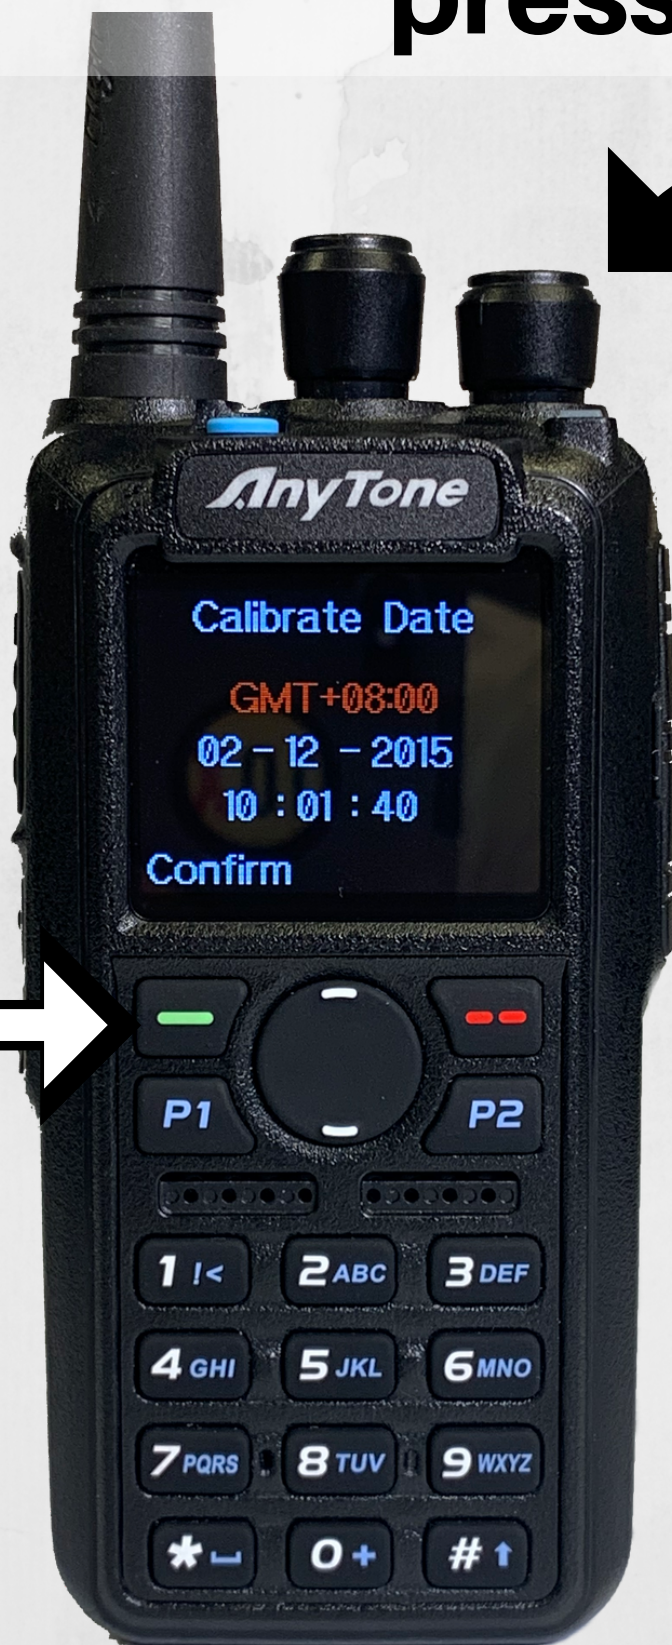 press
AnyTone
Calibrate Date
GMT+08:00
02-12-2015
10:01:40
Confirm
P1 P2
1 !< 2 ABC 3 DEF
4 GHI 5 JKL 6 MNO
7 PQRS 8 TUV 9 WXYZ
* ⎵ 0 + # ⬆